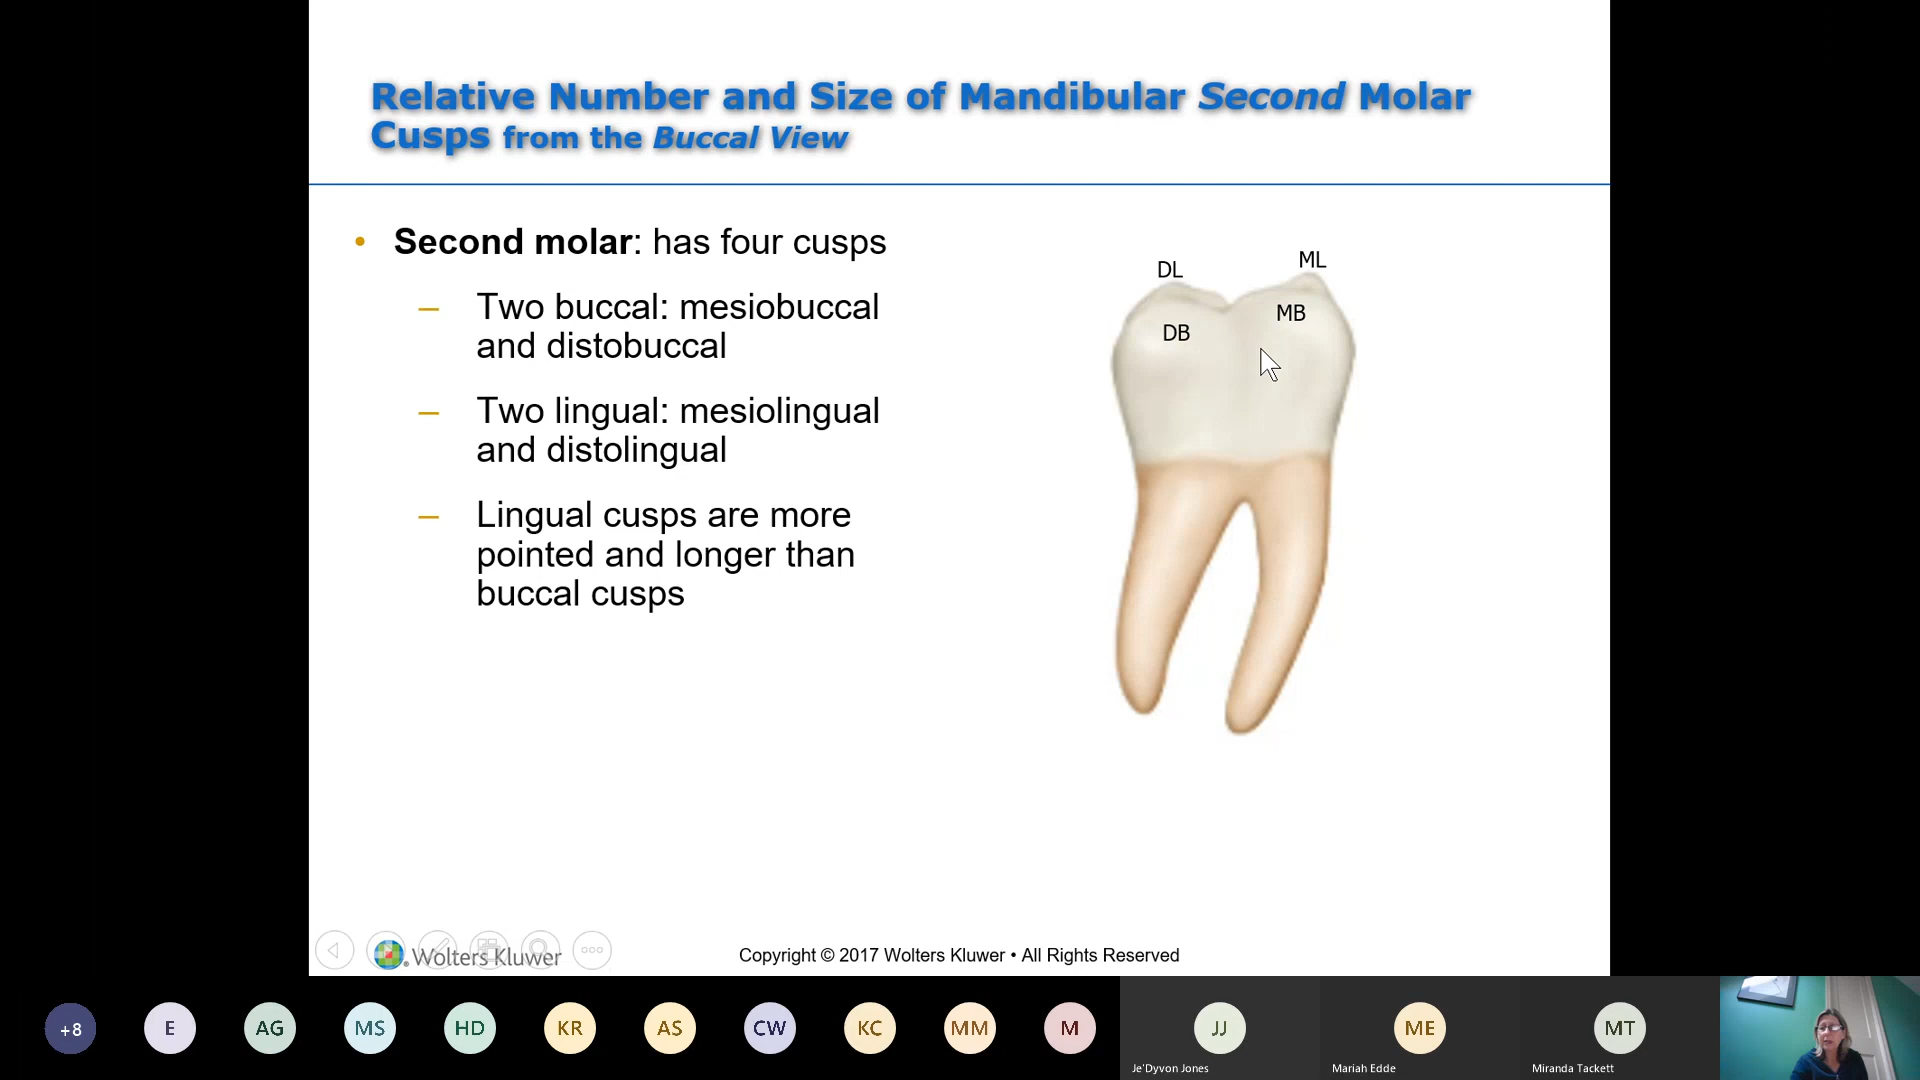 Relative Number and Size of Mandibular Second Molar
Cusps from the Buccal View
• Second molar: has four cusps
– Two buccal: mesiobuccal
and distobuccal
– Two lingual: mesiolingual
and distolingual
– Lingual cusps are more
pointed and longer than
buccal cusps
DL
ML
MB
DB
Wolters Kluwer
Copyright © 2017 Wolters Kluwer • All Rights Reserved
+8
E
AG
MS
HD
KR
AS
CW
KC
MM
M
JJ
ME
MT
Je'Dyvon Jones
Mariah Edde
Miranda Tackett